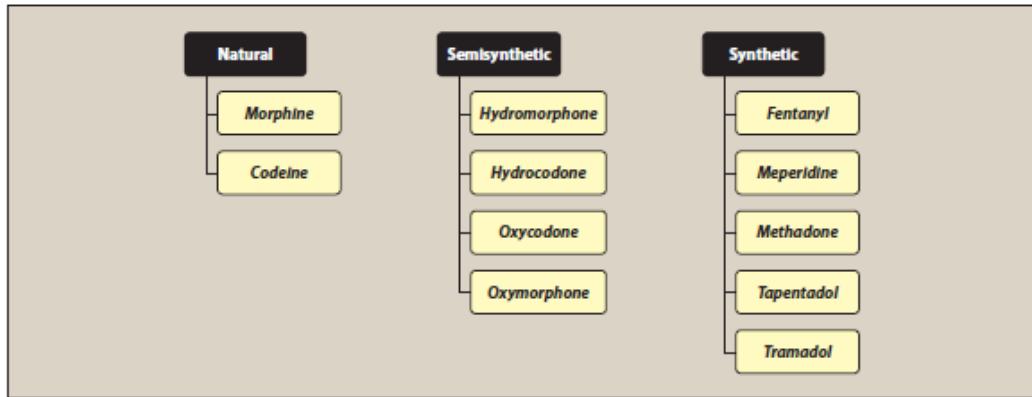 Natural
Morphine
Codeine
Semisynthetic
Hydromorphone
Hydrocodone
Oxycodone
Oxymorphone
Synthetic
Fentanyl
Meperidine
Methadone
Tapentadol
Tramadol